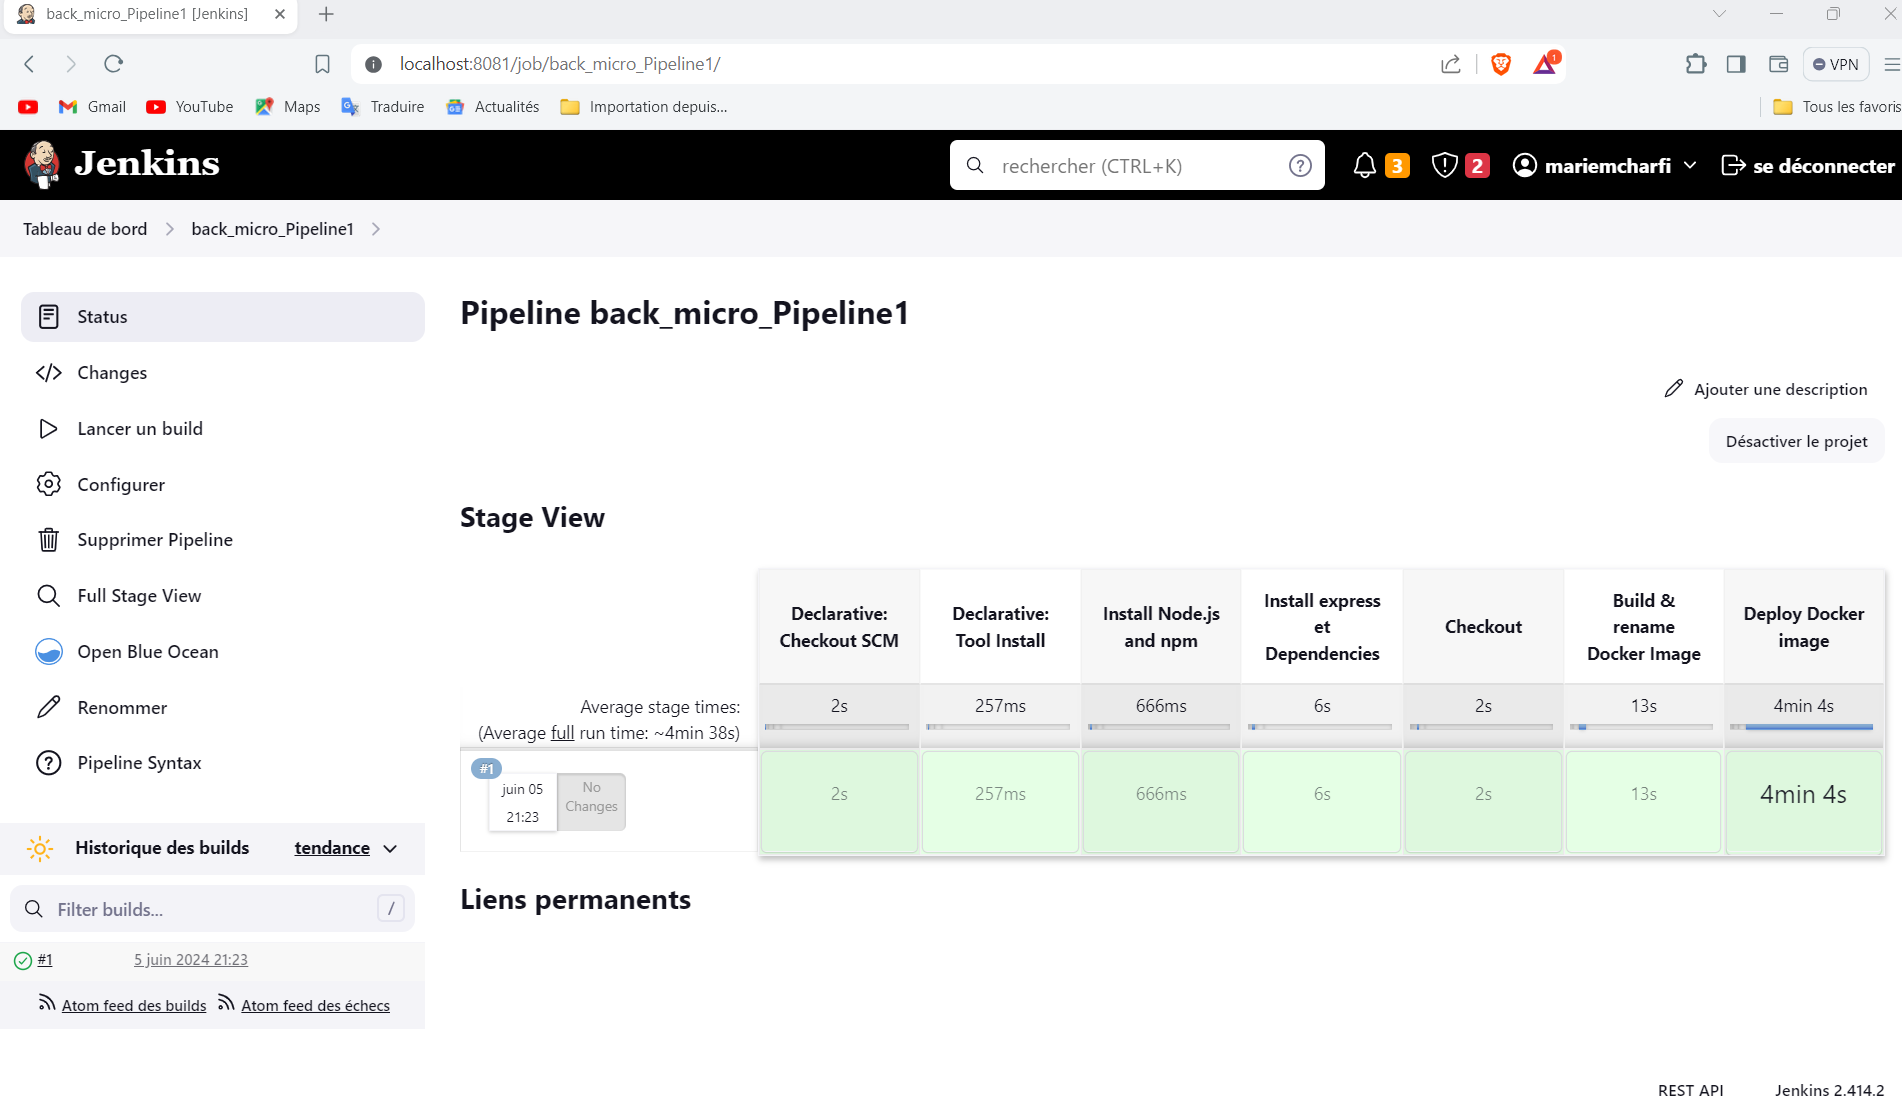 back_micro_Pipeline1 [Jenkins]
localhost:8081/job/back_micro_Pipeline1/
1
VPN
Gmail
YouTube
Maps
Traduire
Actualités
Importation depuis...
Tous les favoris
Jenkins
rechercher (CTRL+K)
3
2
mariemcharfi
se déconnecter
Tableau de bord
back_micro_Pipeline1
Status
Changes
Lancer un build
Configurer
Supprimer Pipeline
Full Stage View
Open Blue Ocean
Renommer
Pipeline Syntax
Historique des builds
tendance
Filter builds...
/
#1
5 juin 2024 21:23
Atom feed des builds
Atom feed des échecs
Pipeline back_micro_Pipeline1
Ajouter une description
Désactiver le projet
Stage View
Declarative:
Checkout SCM
Declarative:
Tool Install
Install Node.js
and npm
Install express
et
Dependencies
Checkout
Build &
rename
Docker Image
Deploy Docker
image
Average stage times:
(Average full run time: ~4min 38s)
2s
257ms
666ms
6s
2s
13s
4min 4s
#1
juin 05
21:23
No
Changes
2s
257ms
666ms
6s
2s
13s
4min 4s
Liens permanents
REST API
Jenkins 2.414.2